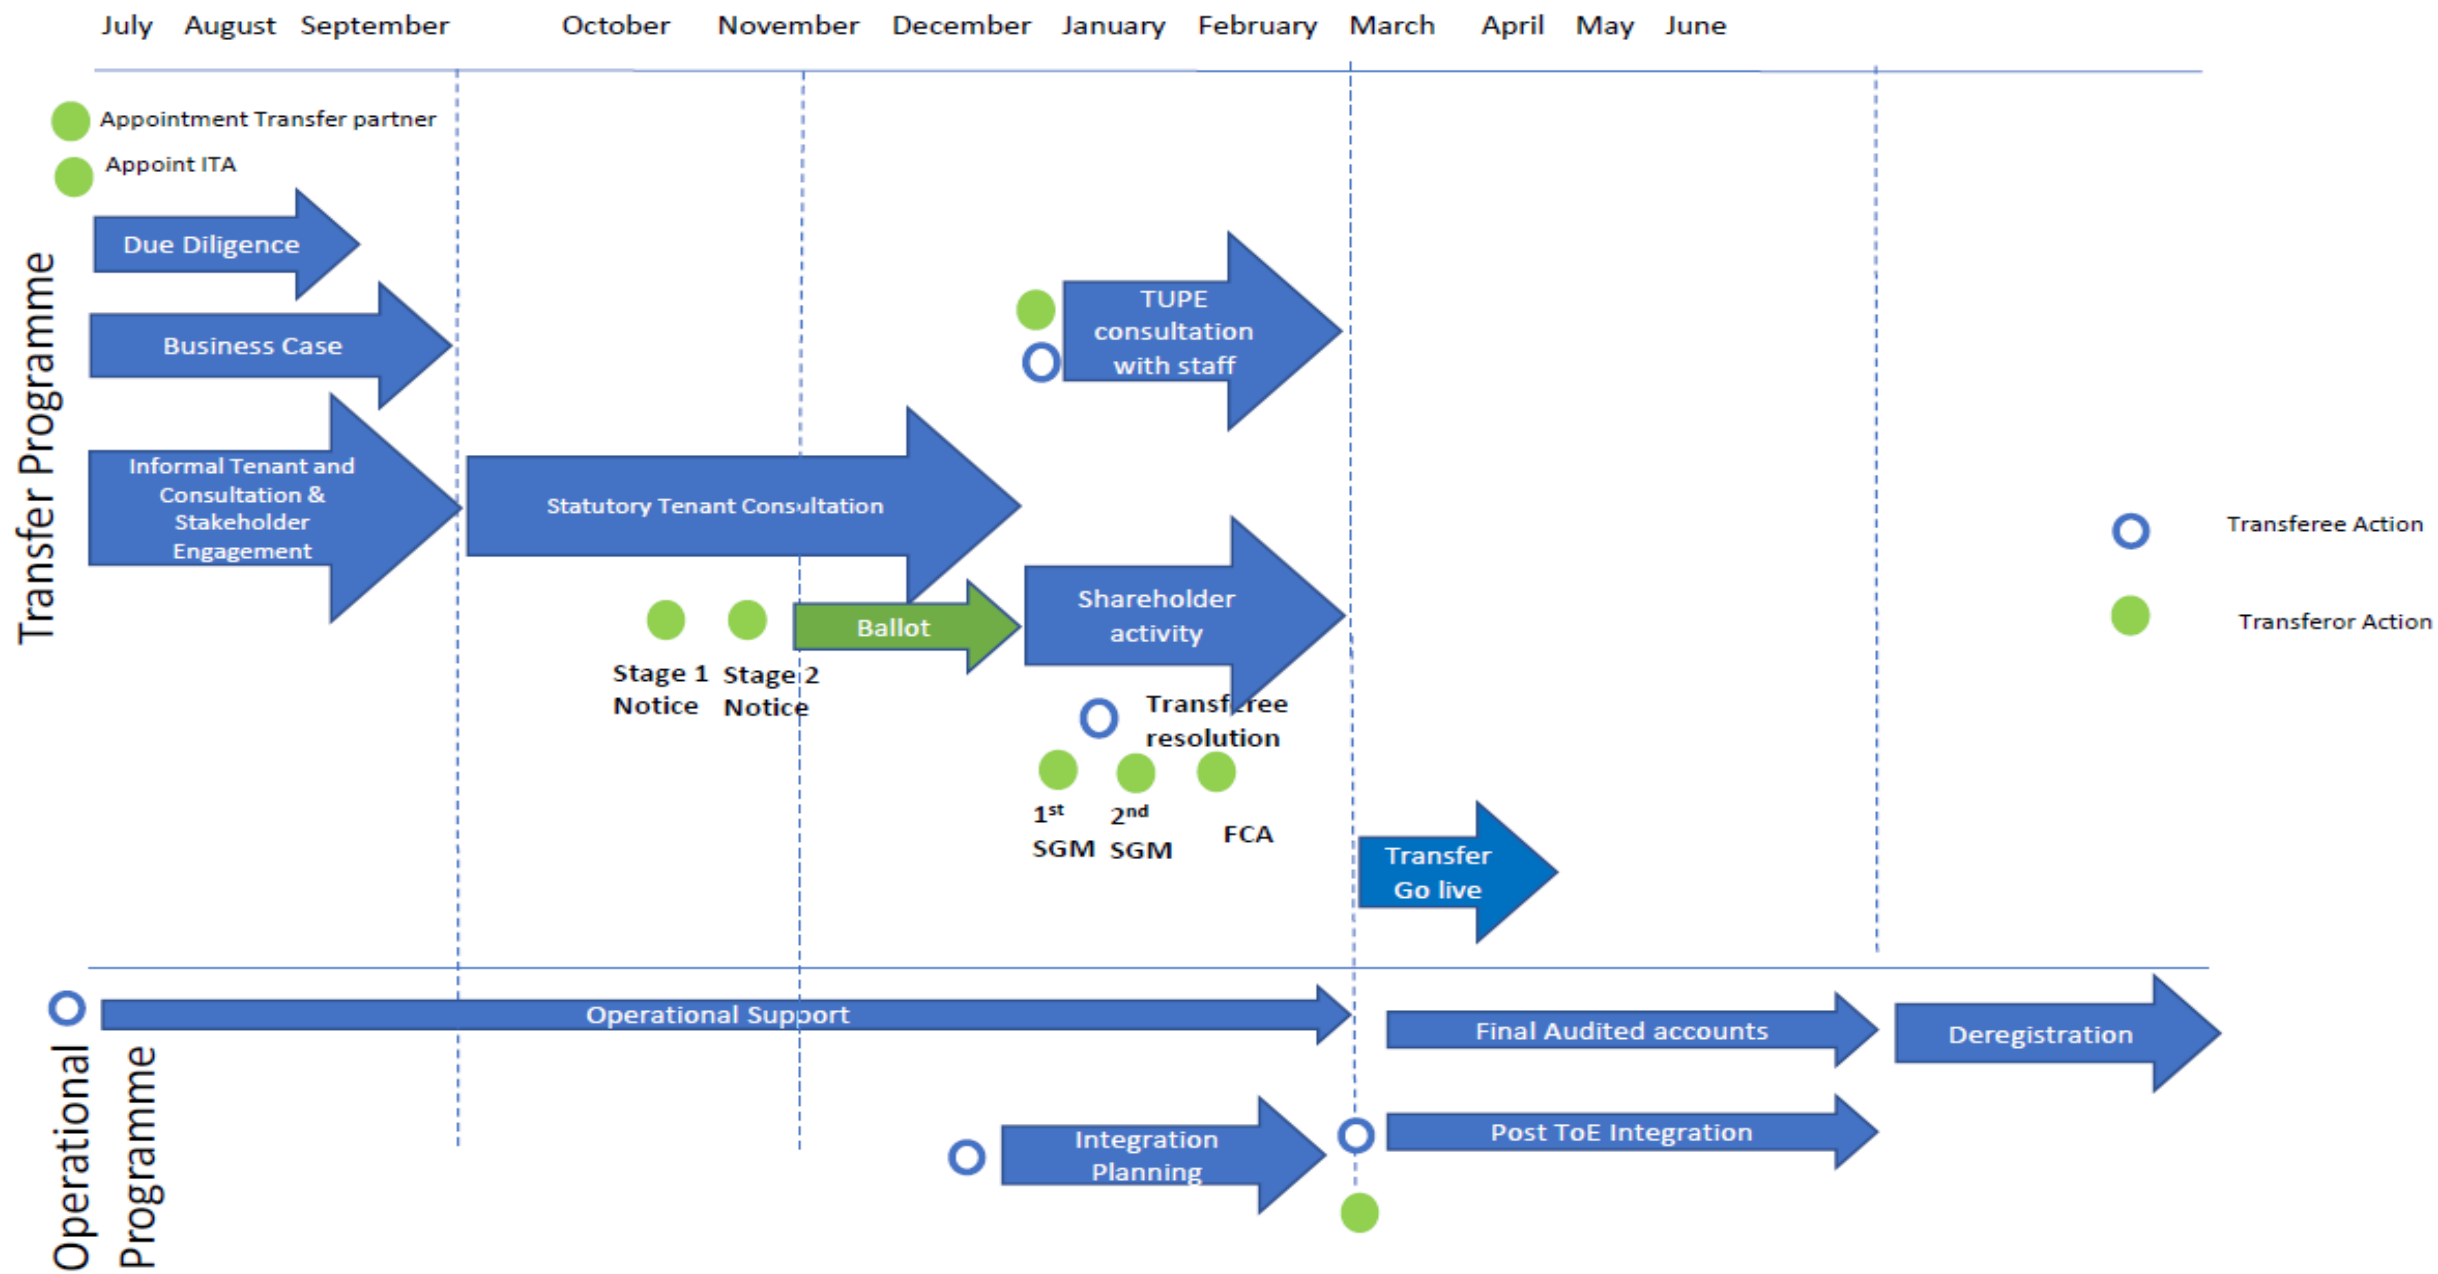 July August September October November December January February March April May June
Appointment Transfer partner
Appoint ITA
Transfer Programme
Due Diligence
Business Case
Informal Tenant and
Consultation &
Stakeholder
Engagement
TUPE
consultation
with staff
Statutory Tenant Consultation
Ballot
Shareholder
activity
Stage 1
Notice
Stage 2
Notice
Transferee
resolution
1st
SGM
2nd
SGM
FCA
Transfer
Go live
Transferee Action
Transferor Action
Operational
Programme
Operational Support
Final Audited accounts
Deregistration
Integration
Planning
Post ToE Integration